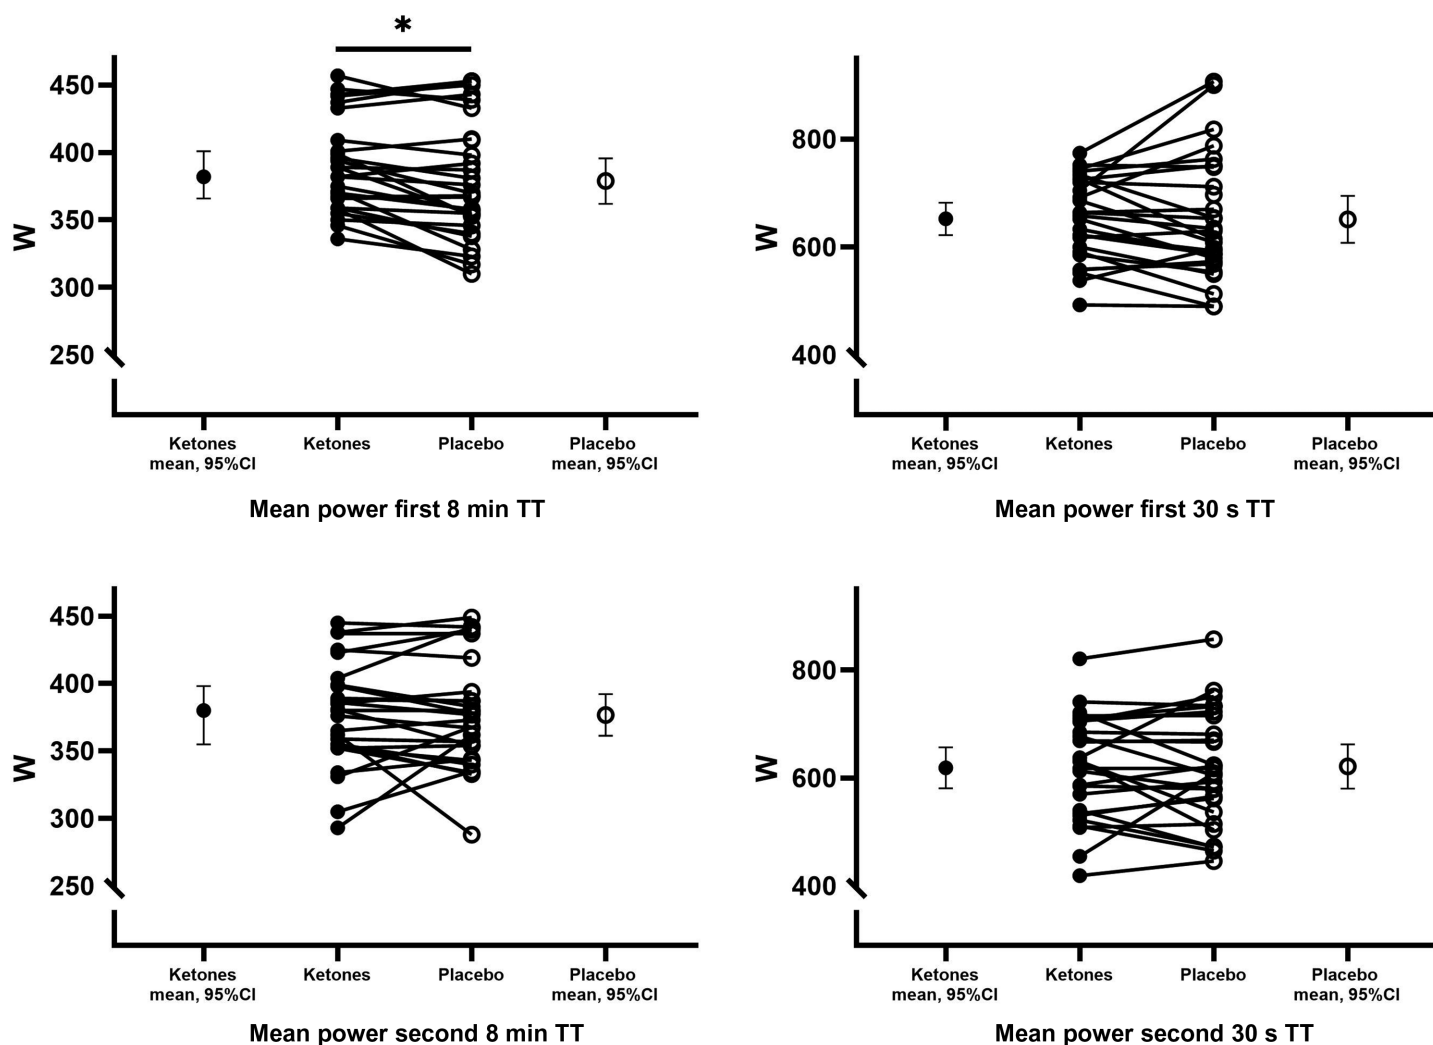 *
450
400
350
300
250
W
Ketones
mean, 95%CI
Ketones
Placebo
Placebo
mean, 95%CI
Mean power first 8 min TT
800
600
400
W
Ketones
mean, 95%CI
Ketones
Placebo
Placebo
mean, 95%CI
Mean power first 30 s TT
450
400
350
300
250
W
Ketones
mean, 95%CI
Ketones
Placebo
Placebo
mean, 95%CI
Mean power second 8 min TT
800
600
400
W
Ketones
mean, 95%CI
Ketones
Placebo
Placebo
mean, 95%CI
Mean power second 30 s TT